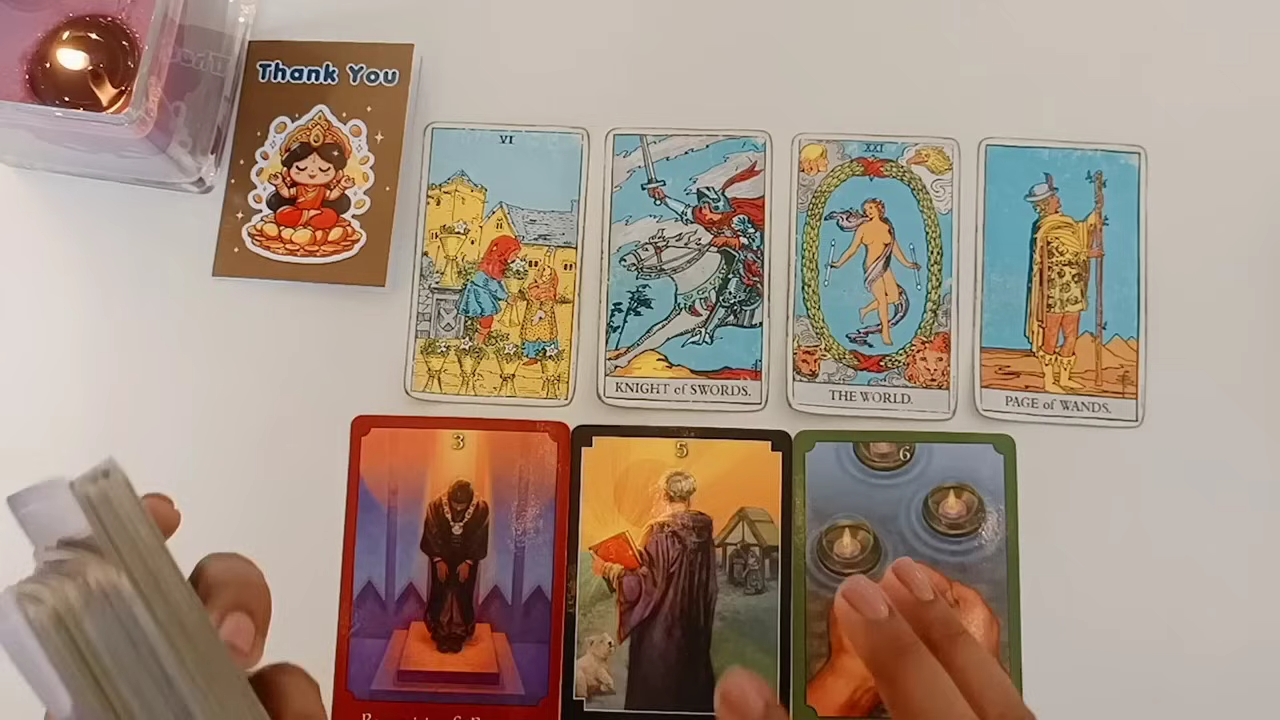 Thank You
VI
KNIGHT of SWORDS.
XXI
THE WORLD.
PAGE of WANDS.
3
5
6